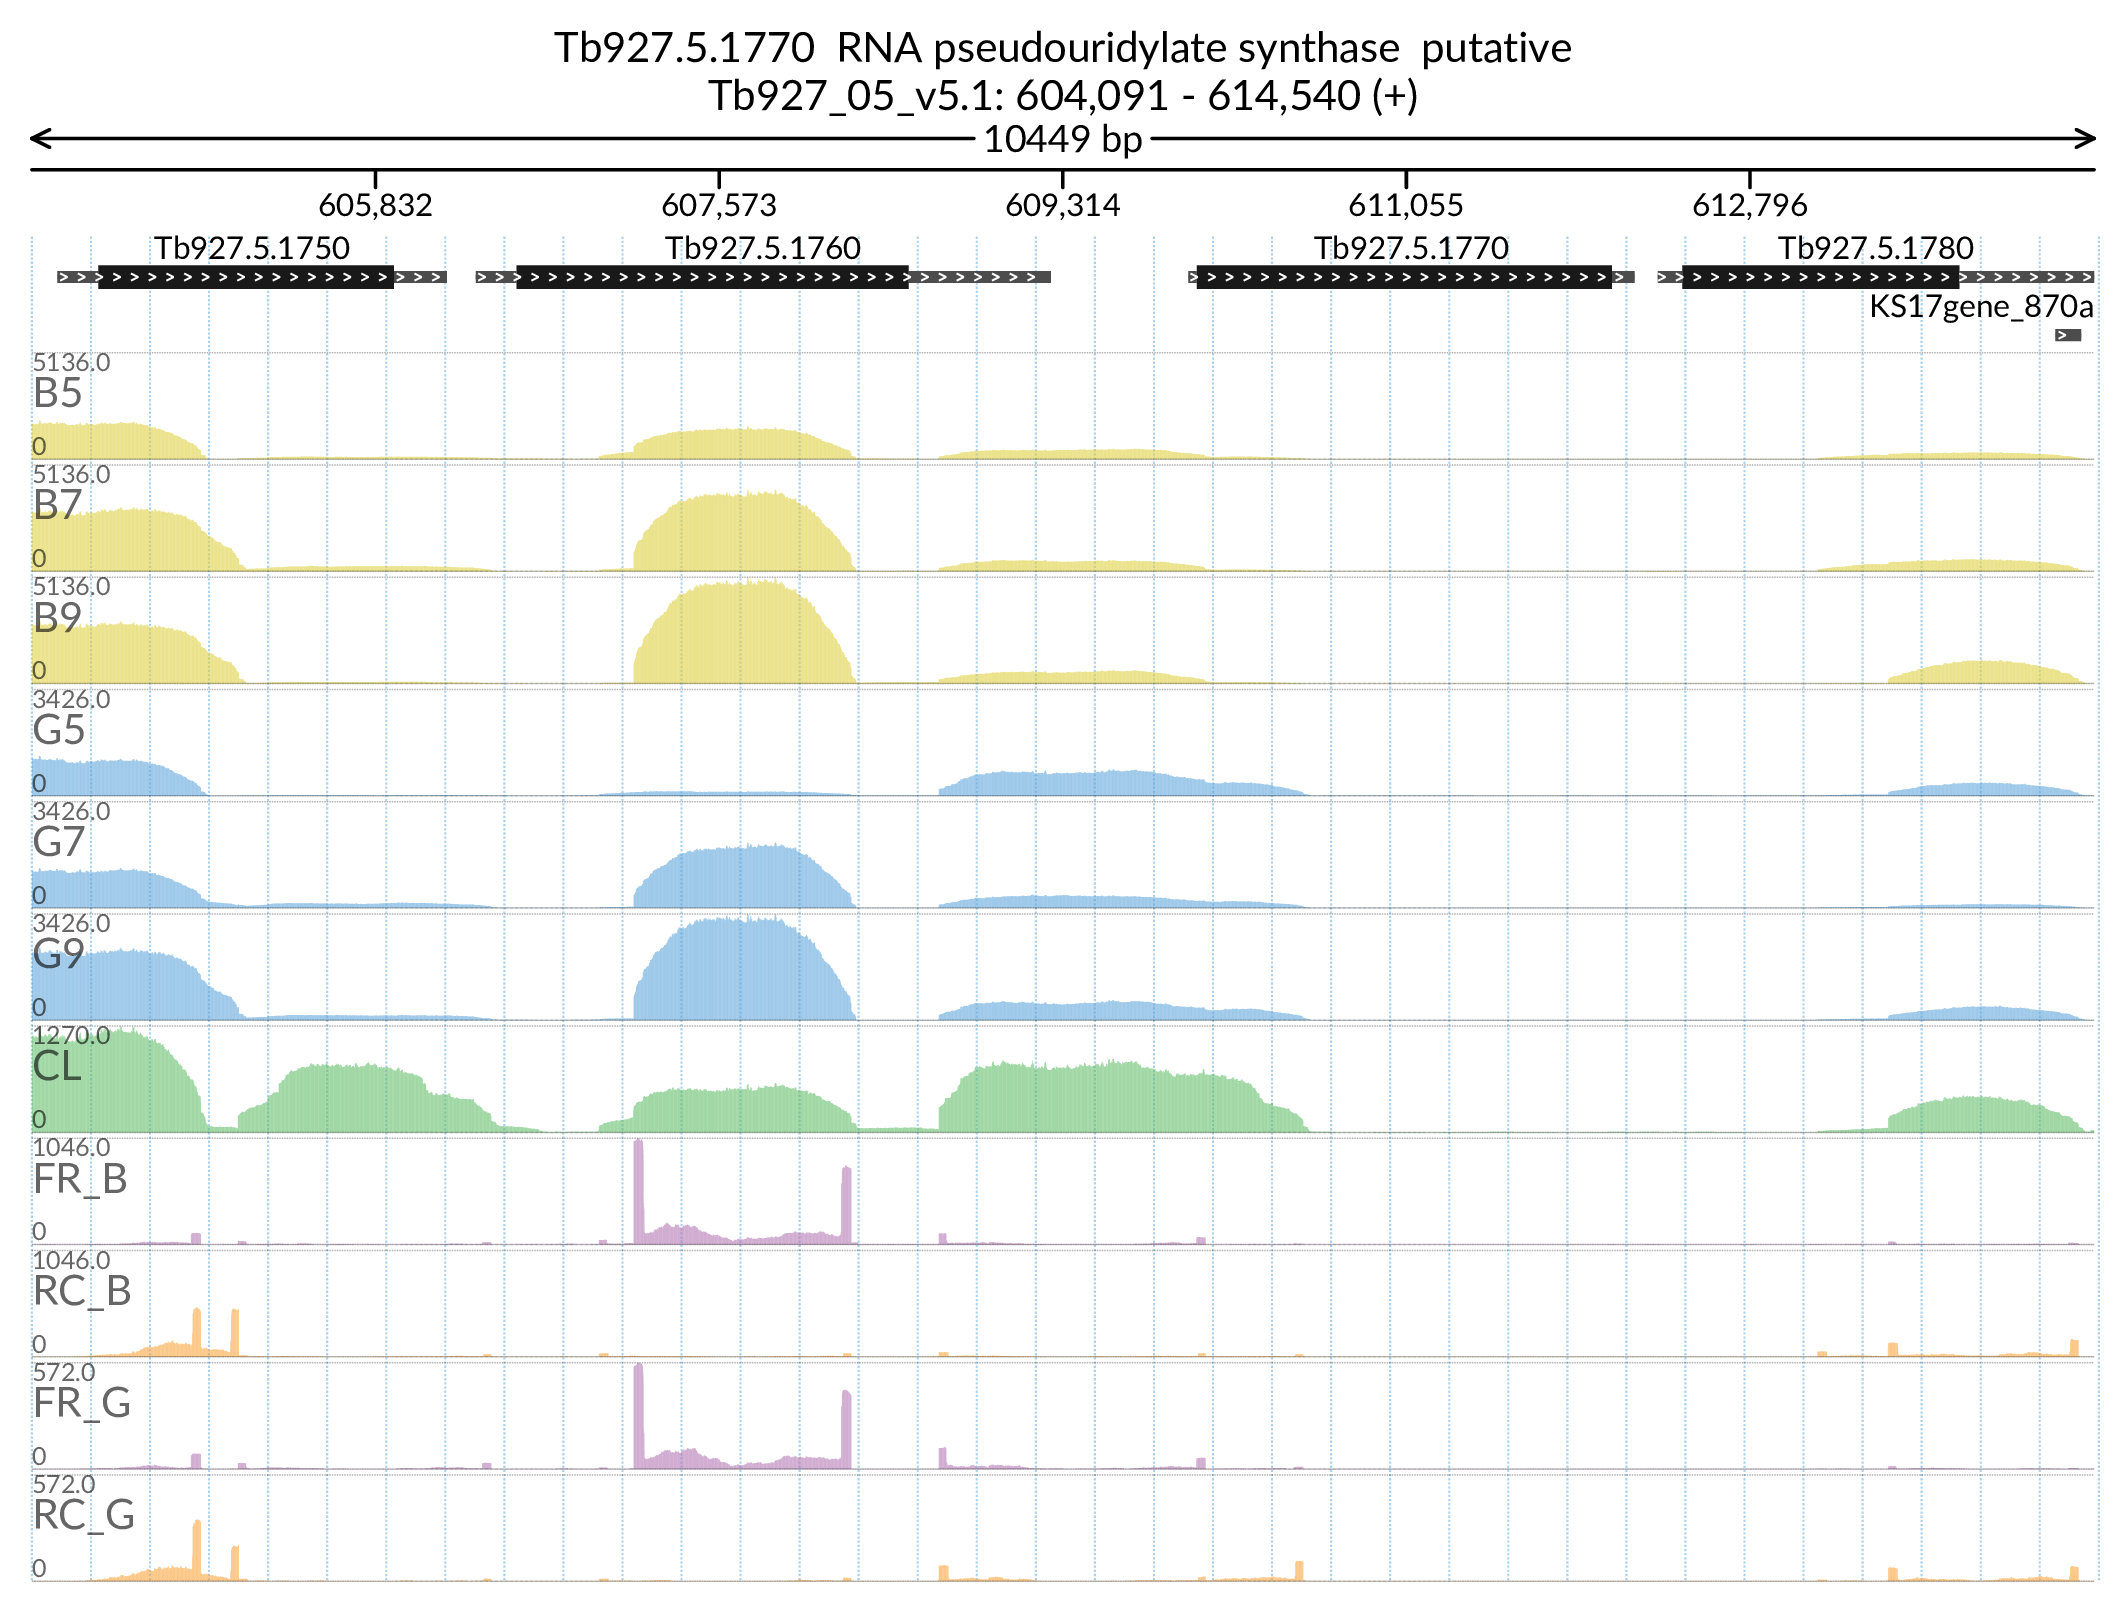 Tb927.5.1770  RNA pseudouridylate synthase  putative
Tb927_05_v5.1: 604,091 - 614,540 (+)
10449 bp
605,832 607,573 609,314 611,055 612,796
Tb927.5.1750 Tb927.5.1760 Tb927.5.1770 Tb927.5.1780
KS17gene_870a
5136.0
B5
0
5136.0
B7
0
5136.0
B9
0
3426.0
G5
0
3426.0
G7
0
3426.0
G9
0
1270.0
CL
0
1046.0
FR_B
0
1046.0
RC_B
0
572.0
FR_G
0
572.0
RC_G
0